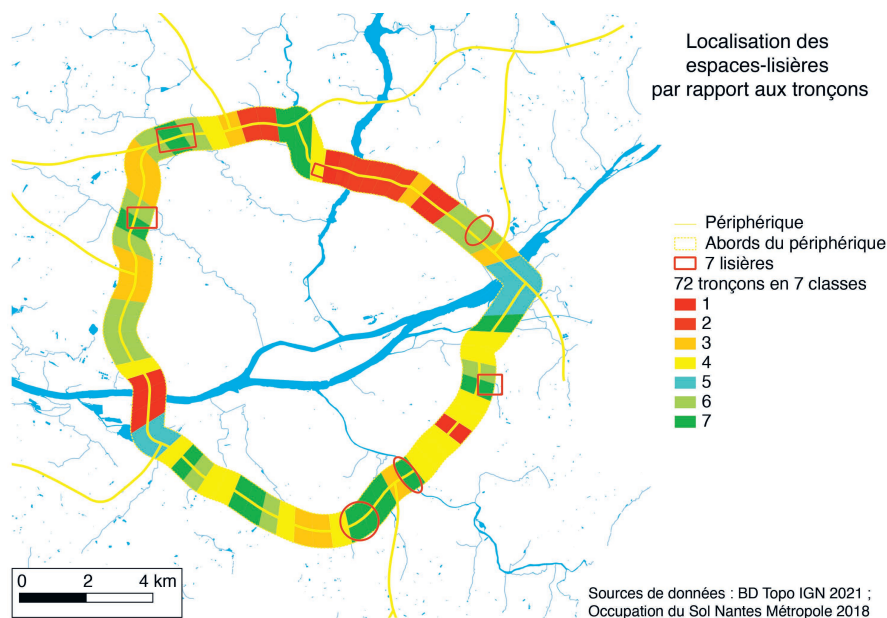 Localisation des
espaces-lisières
par rapport aux tronçons
Périphérique
Abords du périphérique
7 lisières
72 tronçons en 7 classes
1
2
3
4
5
6
7
0 2 4 km
Sources de données : BD Topo IGN 2021 ;
Occupation du Sol Nantes Métropole 2018